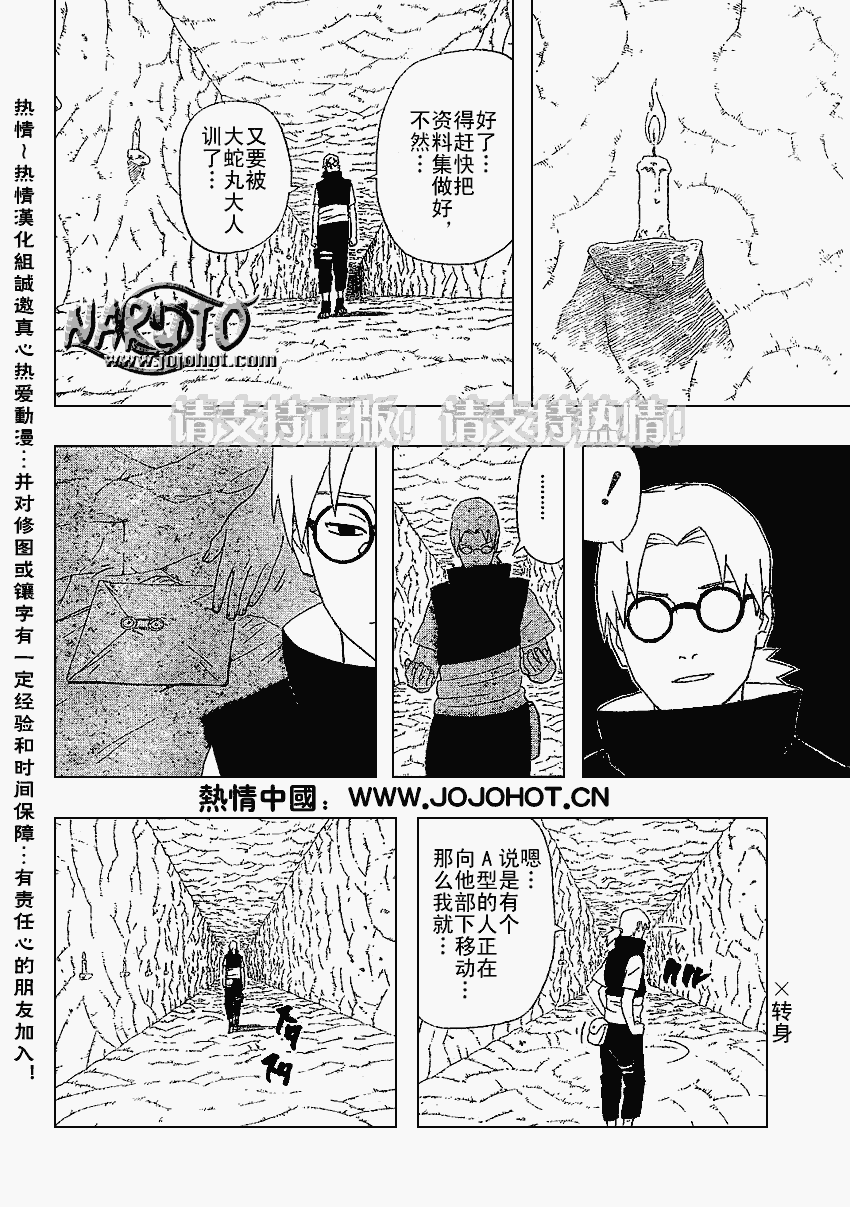 好了…
得赶快把
资料集做好，
不然…
又要被
大蛇丸大人
训了…
NARUTO
www.jojohot.com
请支持正版！请支持热情！
！
………
熱情中國：WWW.JOJOHOT.CN
嗯…
说是有个
A型的人正在
向他部下移动…
那么我就…
×转身
热情～热情漢化組誠邀真心热爱動漫…并对修图或镶字有一定经验和时间保障…有责任心的朋友加入！